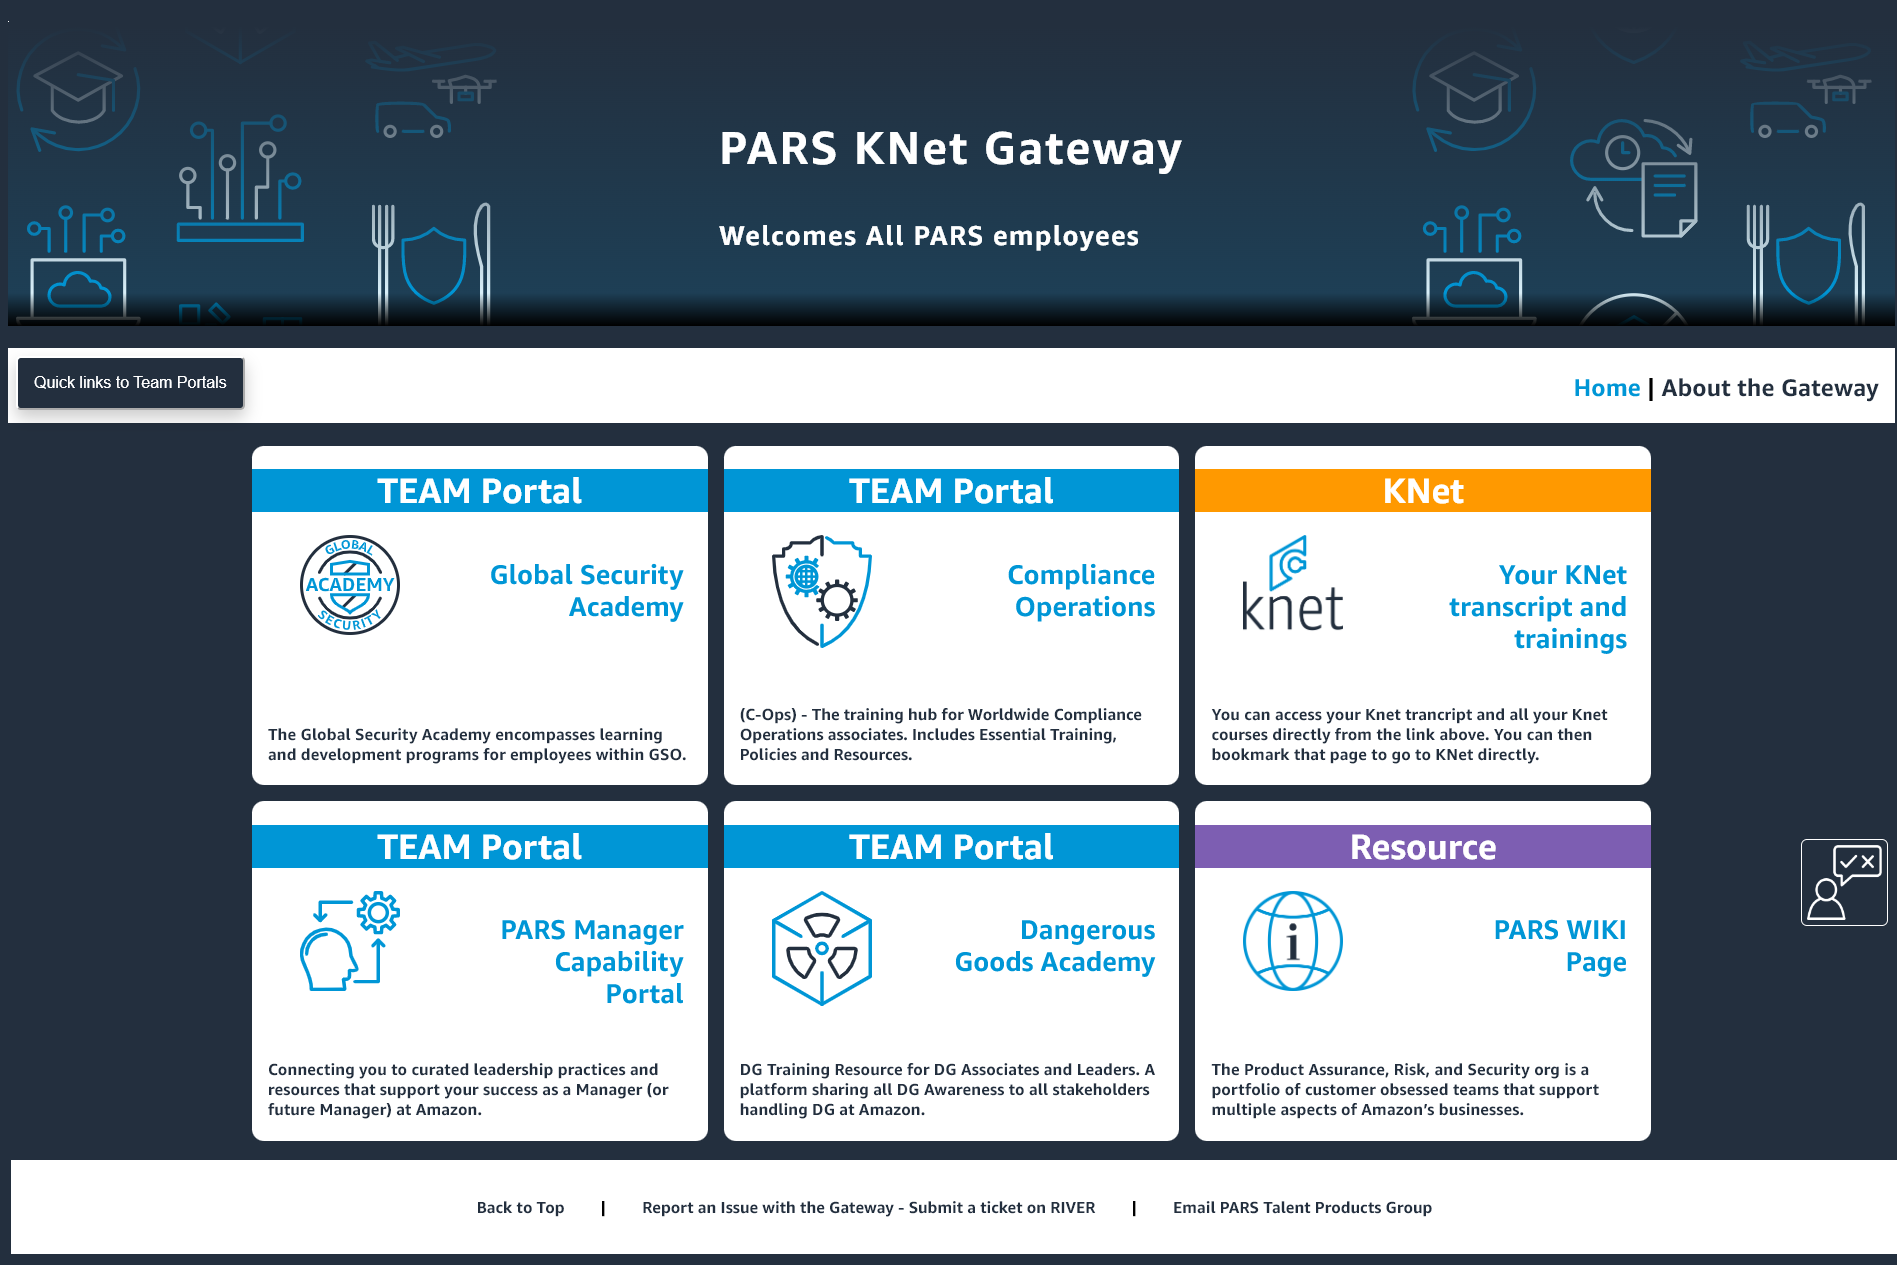 PARS KNet Gateway
Welcomes All PARS employees
Quick links to Team Portals
Home | About the Gateway
TEAM Portal
GLOBAL
ACADEMY
SECURITY
Global Security
Academy
The Global Security Academy encompasses learning
and development programs for employees within GSO.
TEAM Portal
Compliance
Operations
(C-Ops) - The training hub for Worldwide Compliance
Operations associates. Includes Essential Training,
Policies and Resources.
KNet
knet
Your KNet
transcript and
trainings
You can access your Knet trancript and all your Knet
courses directly from the link above. You can then
bookmark that page to go to KNet directly.
TEAM Portal
PARS Manager
Capability
Portal
Connecting you to curated leadership practices and
resources that support your success as a Manager (or
future Manager) at Amazon.
TEAM Portal
Dangerous
Goods Academy
DG Training Resource for DG Associates and Leaders. A
platform sharing all DG Awareness to all stakeholders
handling DG at Amazon.
Resource
i
PARS WIKI
Page
The Product Assurance, Risk, and Security org is a
portfolio of customer obsessed teams that support
multiple aspects of Amazon's businesses.
Back to Top | Report an Issue with the Gateway - Submit a ticket on RIVER | Email PARS Talent Products Group